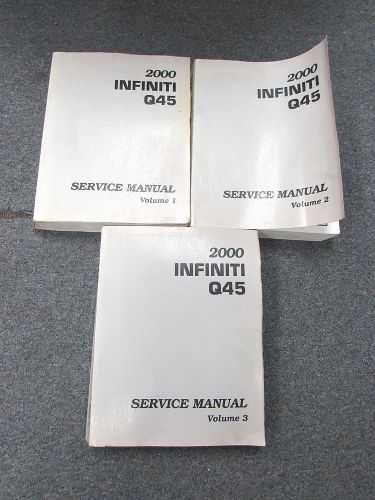 2000
INFINITI
Q45
SERVICE MANUAL
Volume 1
2000
INFINITI
Q45
SERVICE MANUAL
Volume 2
2000
INFINITI
Q45
SERVICE MANUAL
Volume 3